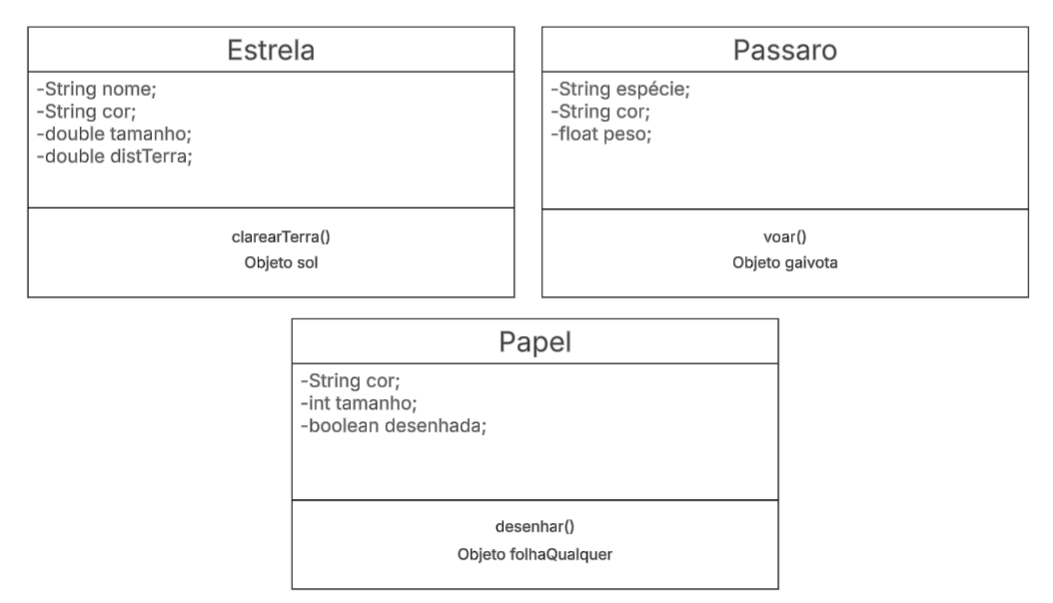 Estrela
-String nome;
-String cor;
-double tamanho;
-double distTerra;
clarearTerra()
Objeto sol
Passaro
-String espécie;
-String cor;
-float peso;
voar()
Objeto gaivota
Papel
-String cor;
-int tamanho;
-boolean desenhada;
desenhar()
Objeto folhaQualquer